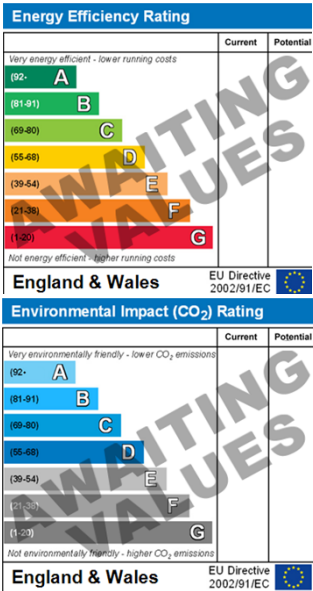 Energy Efficiency Rating
Current Potential
Very energy efficient - lower running costs
(92+ A
(81-91) B
(69-80) C
(55-68) D
(39-54) E
(21-38) F
(1-20) G
Not energy efficient - higher running costs
AWAITING
VALUES
England & Wales
EU Directive
2002/91/EC
Environmental Impact (CO2) Rating
Current Potential
Very environmentally friendly - lower CO2 emissions
(92+ A
(81-91) B
(69-80) C
(55-68) D
(39-54) E
(21-38) F
(1-20) G
Not environmentally friendly - higher CO2 emissions
AWAITING
VALUES
England & Wales
EU Directive
2002/91/EC